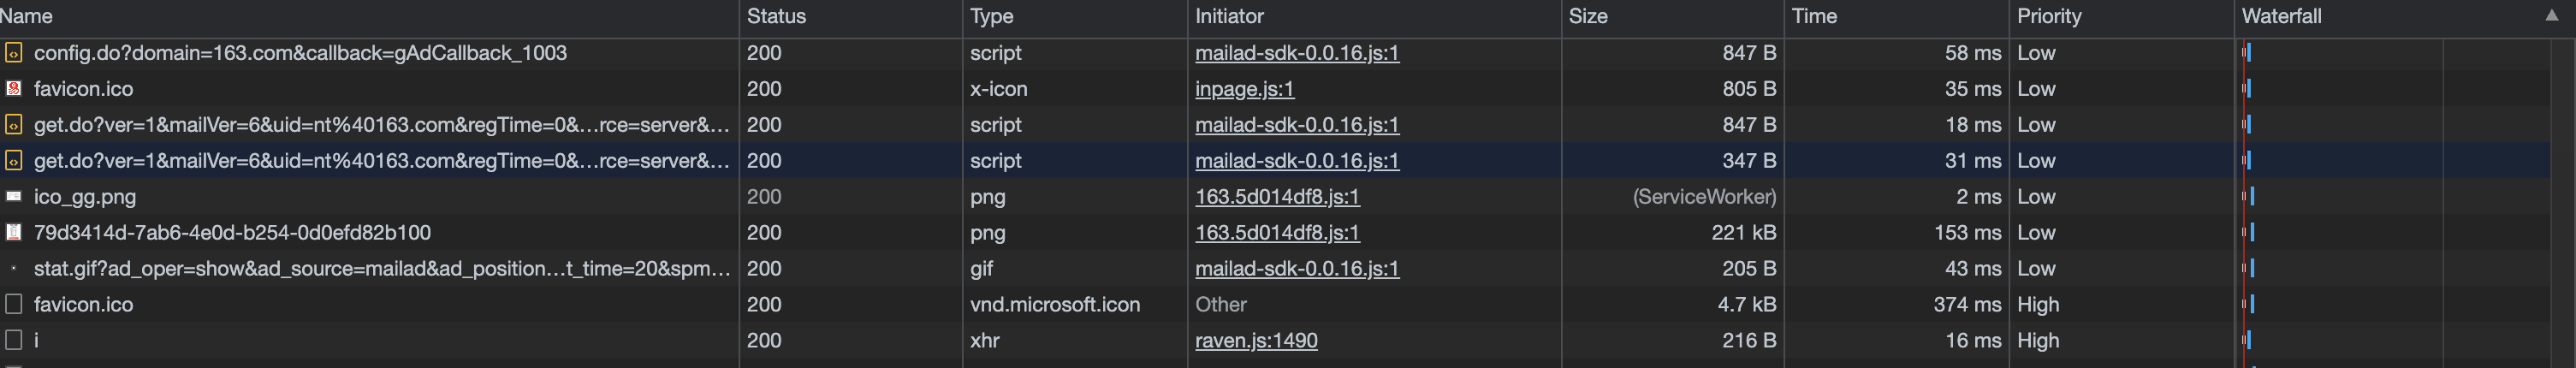 Name Status Type Initiator Size Time Priority Waterfall
config.do?domain=163.com&callback=gAdCallback_1003 200 script mailad-sdk-0.0.16.js:1 847 B 58 ms Low
favicon.ico 200 x-icon inpage.js:1 805 B 35 ms Low
get.do?ver=1&mailVer=6&uid=nt%40163.com&regTime=0&…rce=server&… 200 script mailad-sdk-0.0.16.js:1 847 B 18 ms Low
get.do?ver=1&mailVer=6&uid=nt%40163.com&regTime=0&…rce=server&… 200 script mailad-sdk-0.0.16.js:1 347 B 31 ms Low
ico_gg.png 200 png 163.5d014df8.js:1 (ServiceWorker) 2 ms Low
79d3414d-7ab6-4e0d-b254-0d0efd82b100 200 png 163.5d014df8.js:1 221 kB 153 ms Low
stat.gif?ad_oper=show&ad_source=mailad&ad_position…t_time=20&spm… 200 gif mailad-sdk-0.0.16.js:1 205 B 43 ms Low
favicon.ico 200 vnd.microsoft.icon Other 4.7 kB 374 ms High
i 200 xhr raven.js:1490 216 B 16 ms High